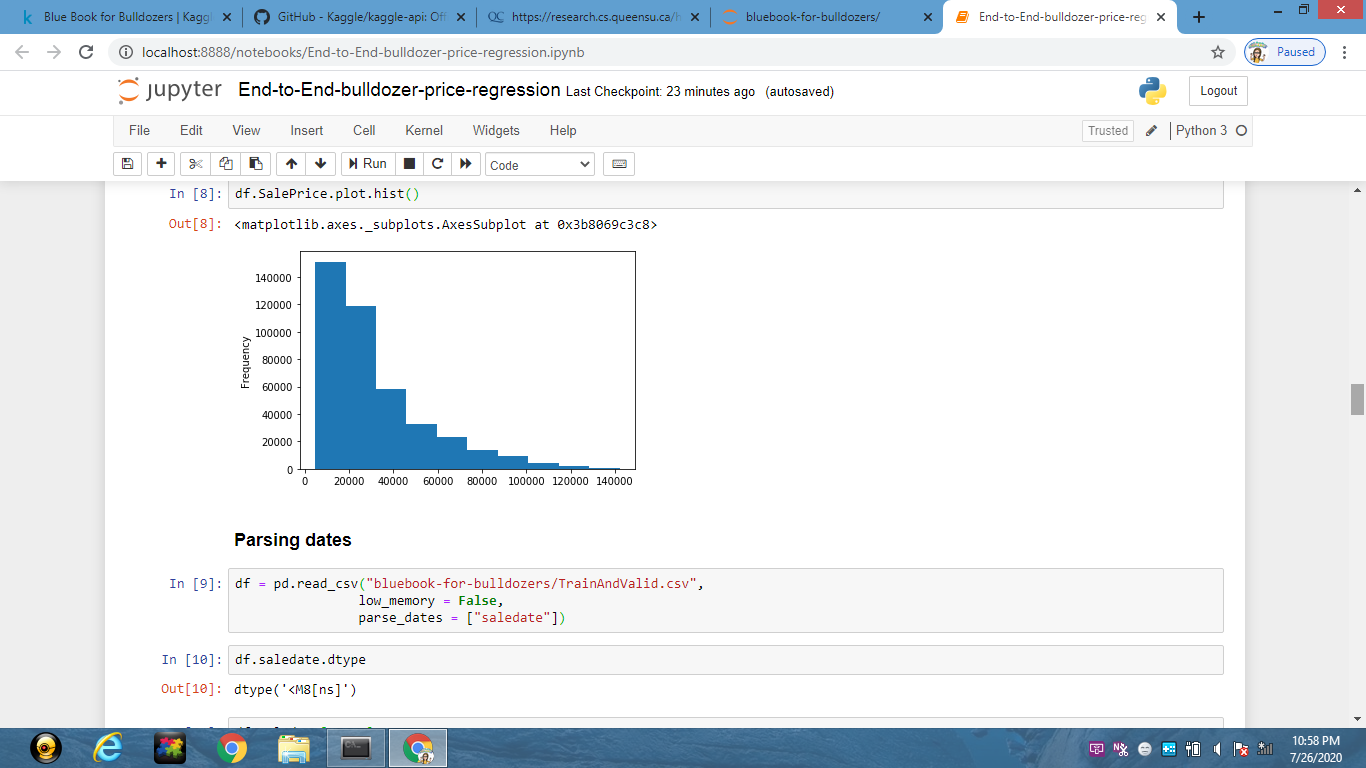 Blue Book for Bulldozers | Kaggl
GitHub - Kaggle/kaggle-api: Off
QC https://research.cs.queensu.ca/h
bluebook-for-bulldozers/
End-to-End-bulldozer-price-reg
localhost:8888/notebooks/End-to-End-bulldozer-price-regression.ipynb
Paused
jupyter End-to-End-bulldozer-price-regression Last Checkpoint: 23 minutes ago (autosaved)
Logout
File Edit View Insert Cell Kernel Widgets Help
Trusted
Python 3
Run
Code
In [8]: df.SalePrice.plot.hist()
Out[8]: <matplotlib.axes._subplots.AxesSubplot at 0x3b8069c3c8>
140000
120000
100000
80000
60000
40000
20000
0
Frequency
0 20000 40000 60000 80000 100000 120000 140000
Parsing dates
In [9]: df = pd.read_csv("bluebook-for-bulldozers/TrainAndValid.csv",
low_memory = False,
parse_dates = ["saledate"])
In [10]: df.saledate.dtype
Out[10]: dtype('<M8[ns]')
10:58 PM
7/26/2020